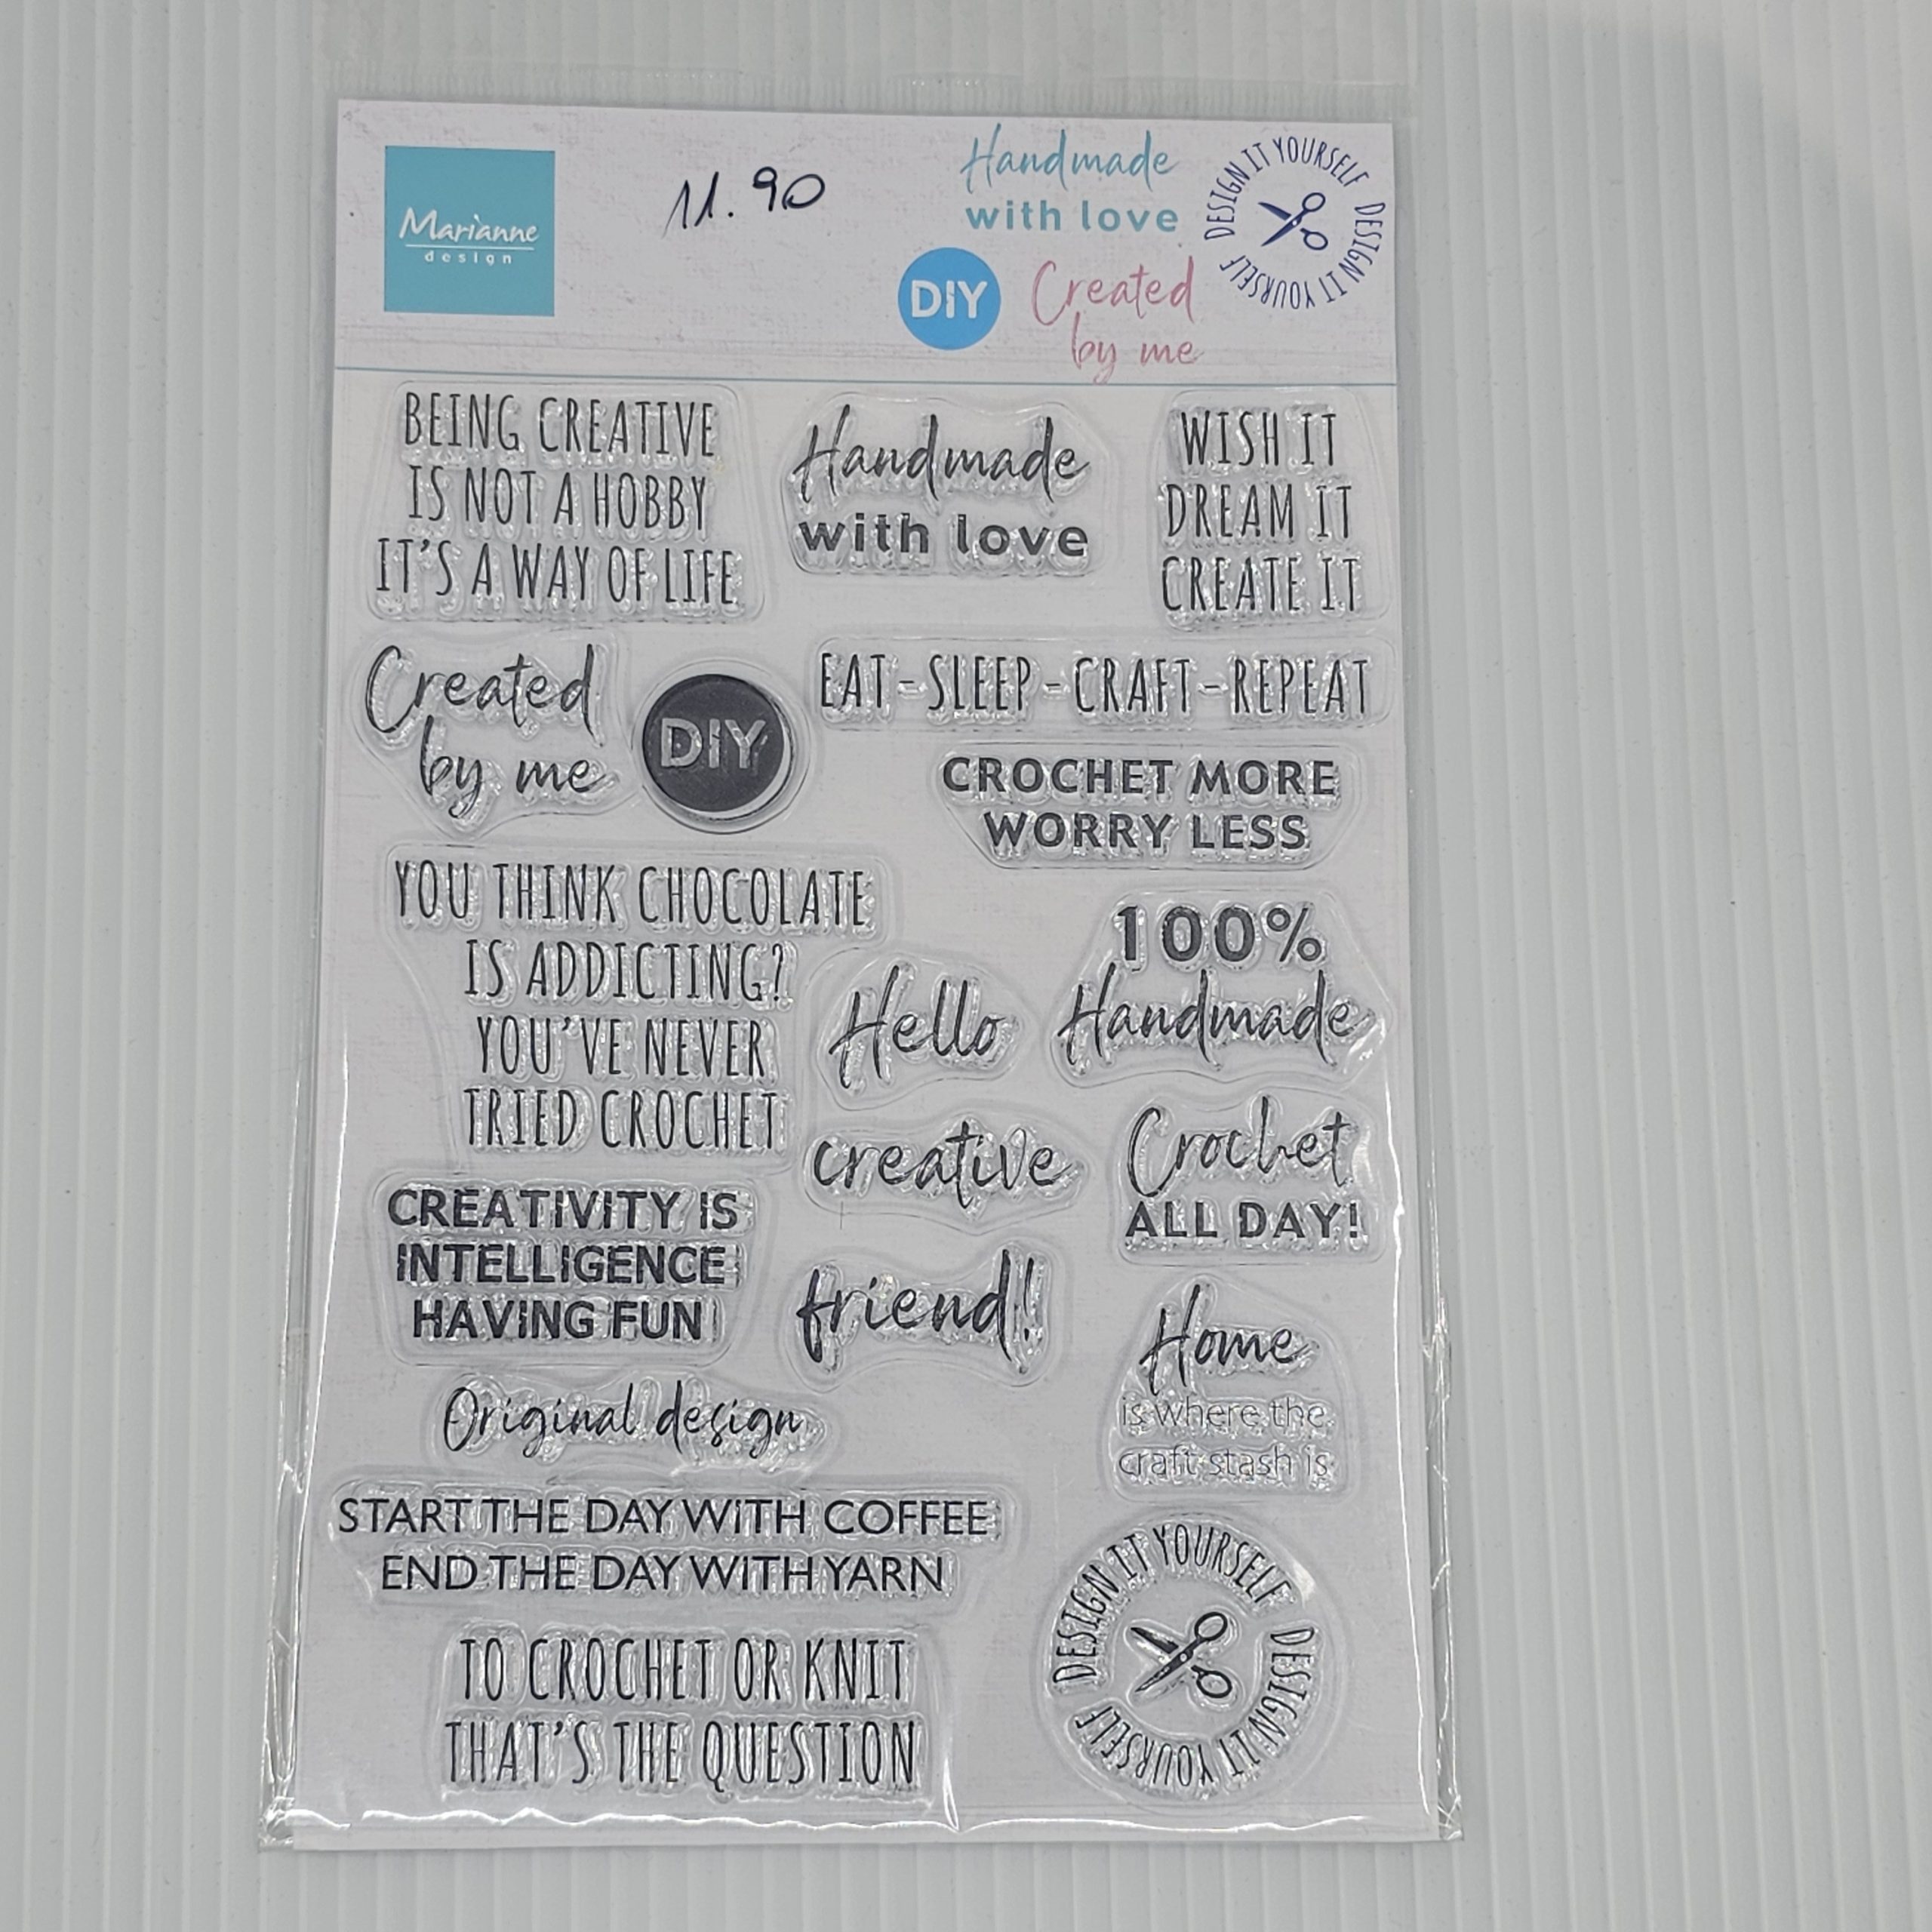 Marianne
design
11.90
Handmade
with love
DESIGN IT YOURSELF DESIGN IT YOURSELF
DIY
Created
by me
BEING CREATIVE
IS NOT A HOBBY
IT'S A WAY OF LIFE
Handmade
with love
WISH IT
DREAM IT
CREATE IT
Created
by me
DIY
EAT-SLEEP-CRAFT-REPEAT
CROCHET MORE
WORRY LESS
YOU THINK CHOCOLATE
IS ADDICTING?
YOU'VE NEVER
TRIED CROCHET
Hello
100%
Handmade
creative
Crochet
ALL DAY!
CREATIVITY IS
INTELLIGENCE
HAVING FUN
friend!
Home
is where the
craft stash is
Original design
START THE DAY WITH COFFEE
END THE DAY WITH YARN
DESIGN IT YOURSELF DESIGN IT YOURSELF
TO CROCHET OR KNIT
THAT'S THE QUESTION